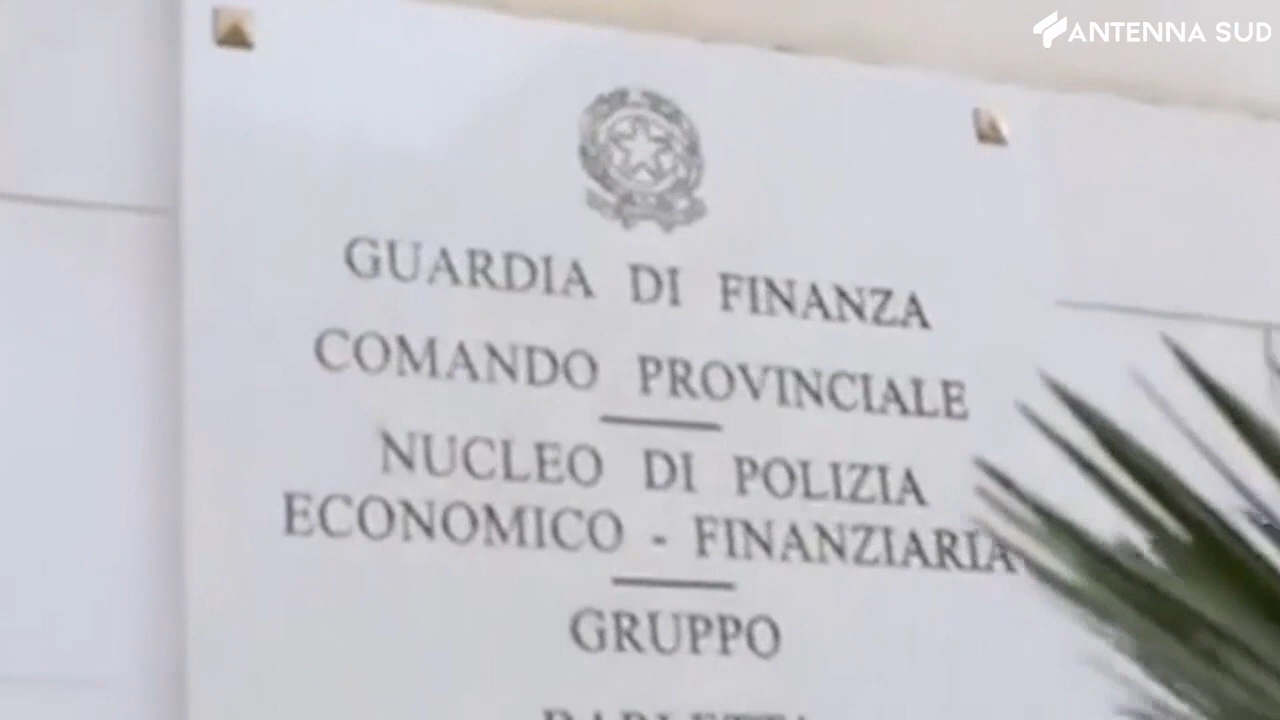 ANTENNA SUD
GUARDIA DI FINANZA
COMANDO PROVINCIALE
NUCLEO DI POLIZIA
ECONOMICO - FINANZIARIA
GRUPPO